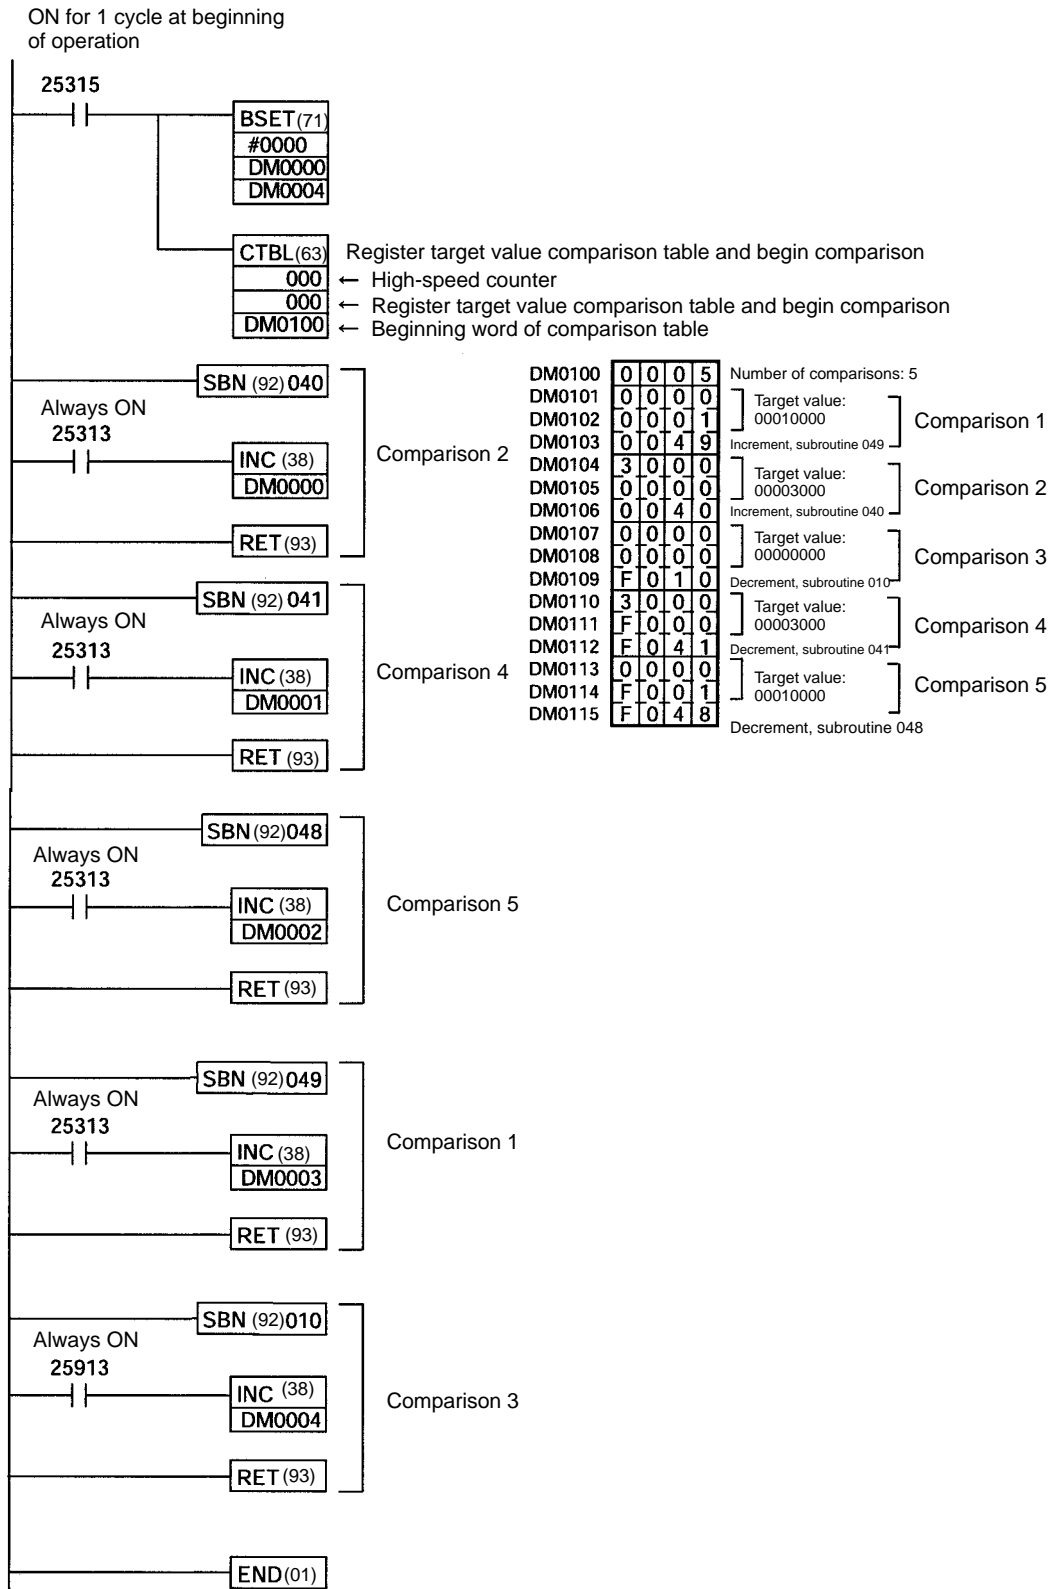 ON for 1 cycle at beginning
of operation
25315
BSET(71)
#0000
DM0000
DM0004
CTBL(63) Register target value comparison table and begin comparison
000 ← High-speed counter
000 ← Register target value comparison table and begin comparison
DM0100 ← Beginning word of comparison table
SBN (92) 040
Always ON
25313
INC (38)
DM0000
RET (93)
Comparison 2
DM0100 0 0 0 5 Number of comparisons: 5
DM0101 0 0 0 0 Target value:
DM0102 0 0 0 1 00010000
DM0103 0 0 4 9 Increment, subroutine 049
Comparison 1
DM0104 3 0 0 0 Target value:
DM0105 0 0 0 0 00003000
DM0106 0 0 4 0 Increment, subroutine 040
Comparison 2
DM0107 0 0 0 0 Target value:
DM0108 0 0 0 0 00000000
DM0109 F 0 1 0 Decrement, subroutine 010
Comparison 3
DM0110 3 0 0 0 Target value:
DM0111 F 0 0 0 00003000
DM0112 F 0 4 1 Decrement, subroutine 041
Comparison 4
DM0113 0 0 0 0 Target value:
DM0114 F 0 0 1 00010000
DM0115 F 0 4 8 Decrement, subroutine 048
Comparison 5
SBN (92) 041
Always ON
25313
INC (38)
DM0001
RET (93)
Comparison 4
SBN (92) 048
Always ON
25313
INC (38)
DM0002
RET (93)
Comparison 5
SBN (92) 049
Always ON
25313
INC (38)
DM0003
RET (93)
Comparison 1
SBN (92) 010
Always ON
25913
INC (38)
DM0004
RET (93)
Comparison 3
END (01)